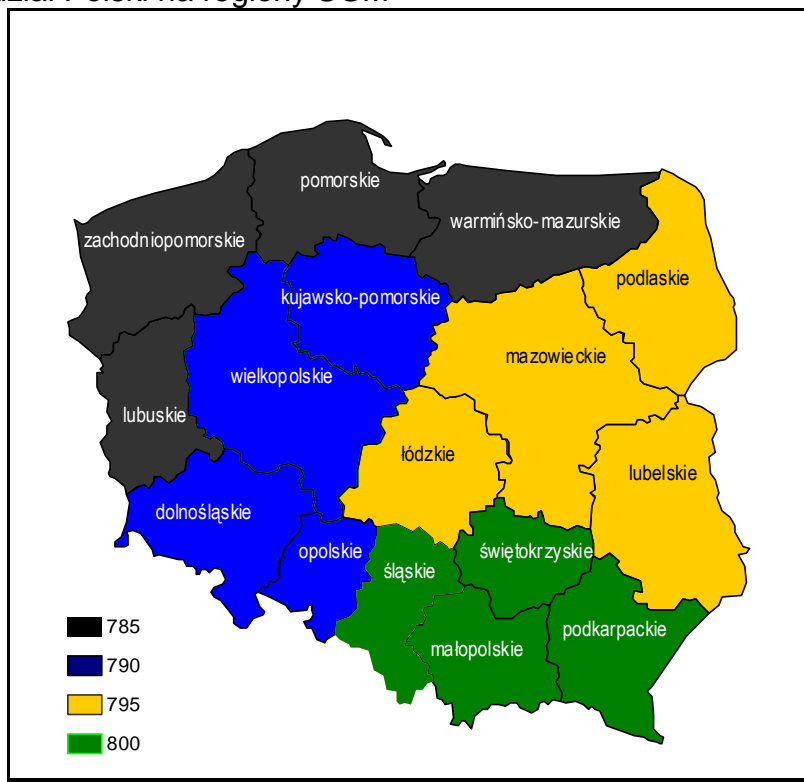 pomorskie
warmińsko-mazurskie
zachodniopomorskie
podlaskie
kujawsko-pomorskie
mazowieckie
wielkopolskie
lubuskie
łódzkie
lubelskie
dolnośląskie
opolskie
świętokrzyskie
śląskie
podkarpackie
małopolskie
785
790
795
800